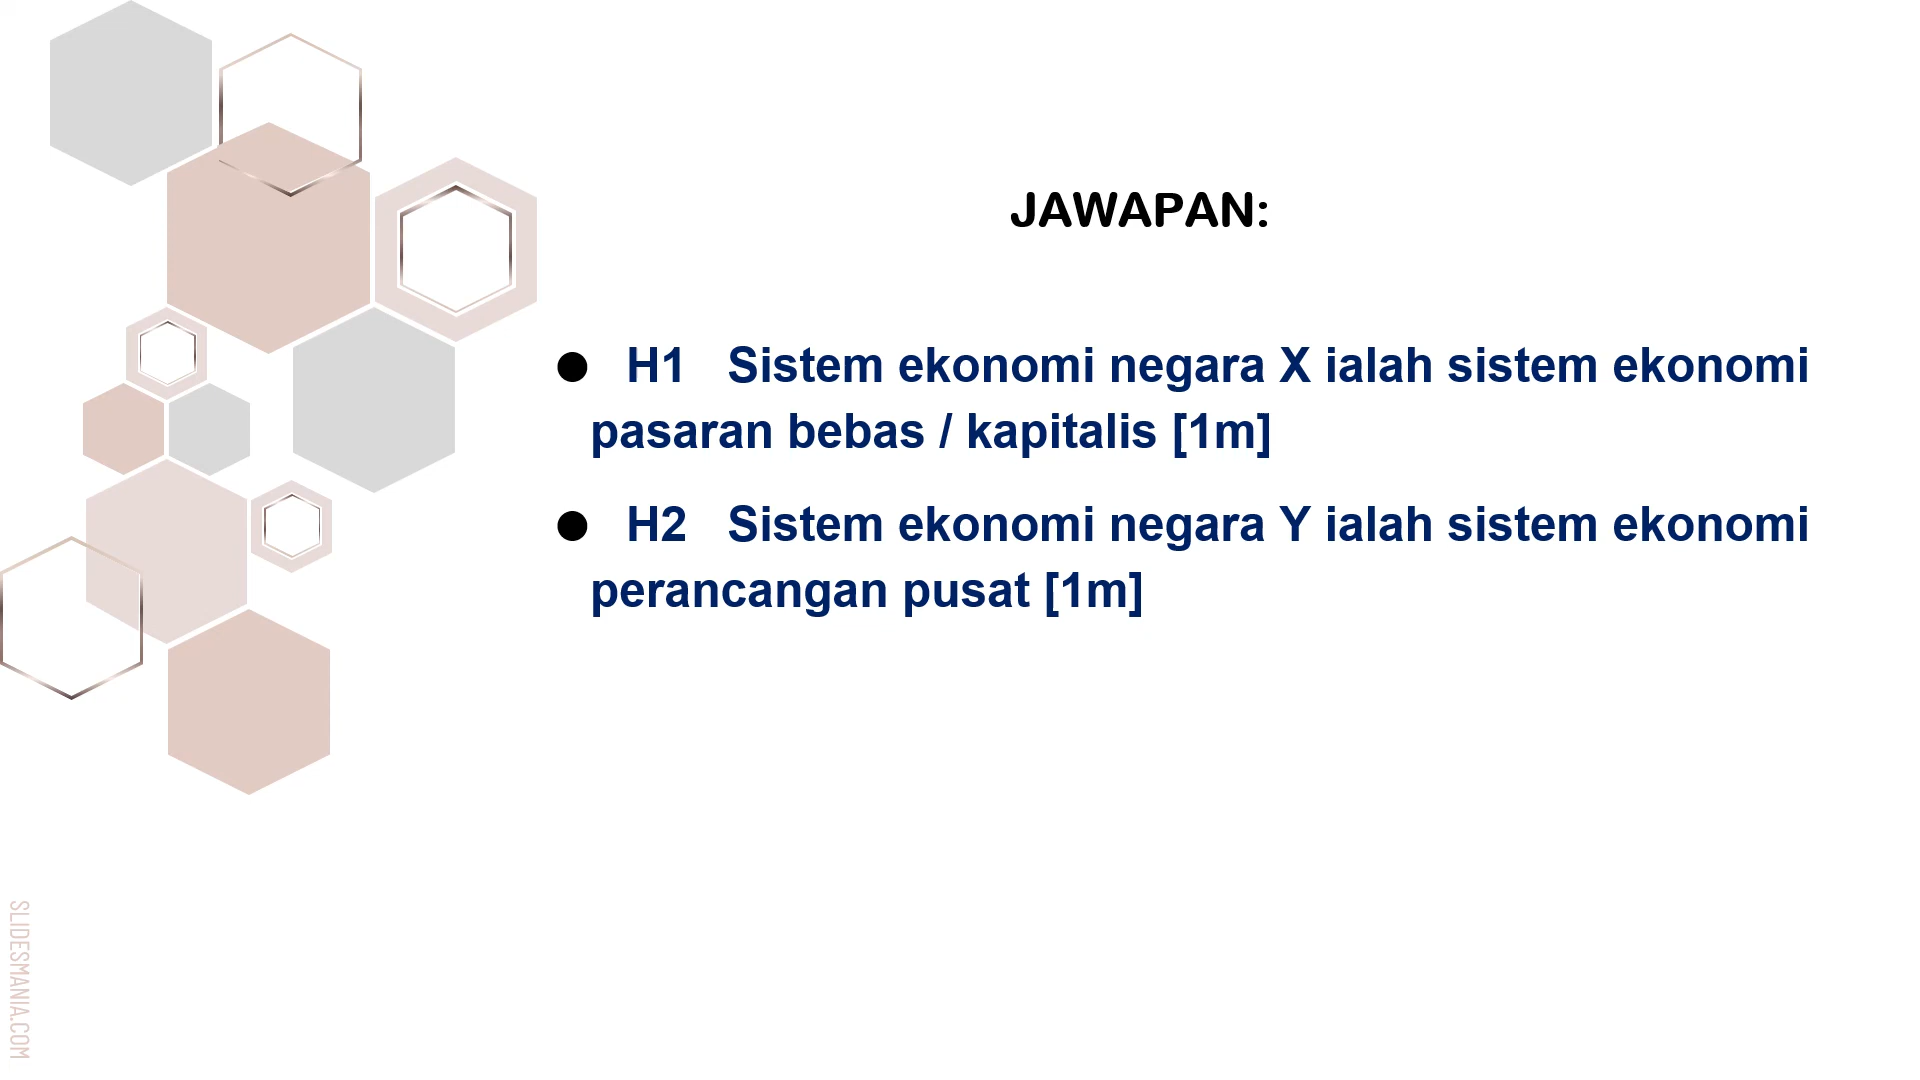 JAWAPAN:
● H1 Sistem ekonomi negara X ialah sistem ekonomi
pasaran bebas / kapitalis [1m]
● H2 Sistem ekonomi negara Y ialah sistem ekonomi
perancangan pusat [1m]
SLIDESMANIA.COM